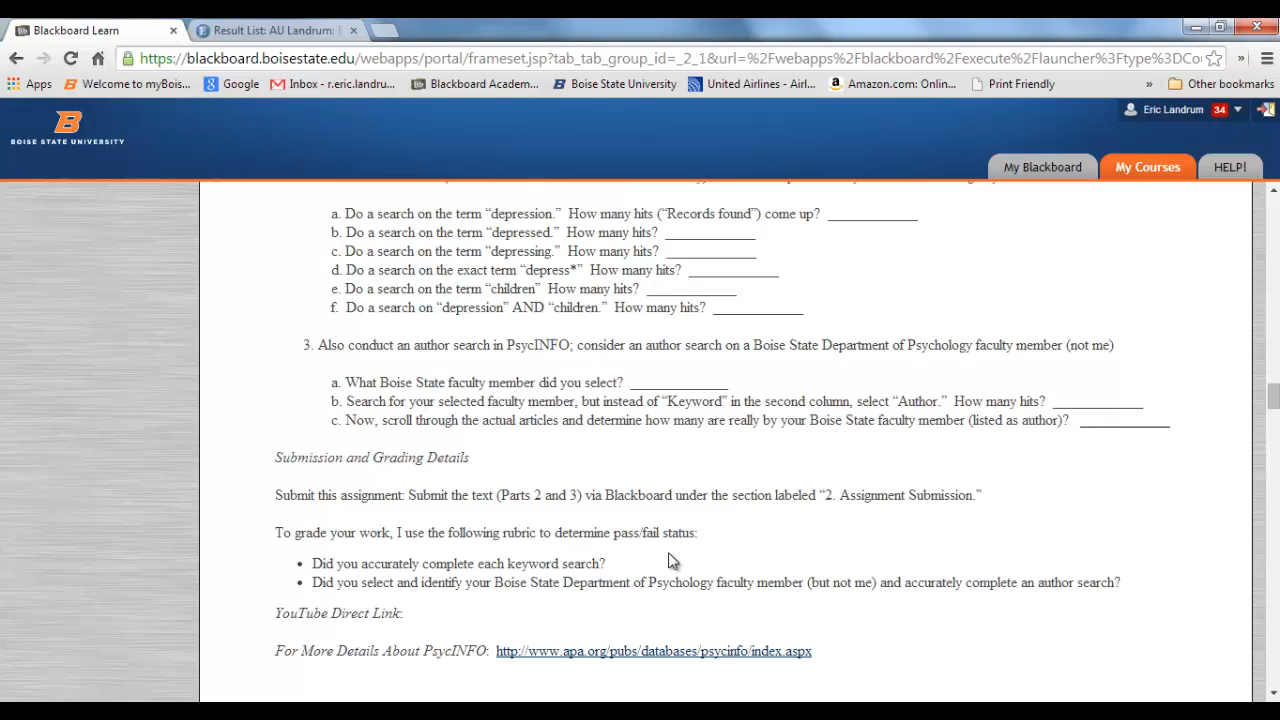 Blackboard Learn
Result List: AU Landrum: E
https://blackboard.boisestate.edu/webapps/portal/frameset.jsp?tab_tab_group_id=_2_1&url=%2Fwebapps%2Fblackboard%2Fexecute%2Flauncher%3Ftype%3DCou
Apps Welcome to myBois... Google Inbox - r.eric.landru... Bb Blackboard Academ... B Boise State University United Airlines - Airl... Amazon.com: Onlin... Print Friendly » Other bookmarks
Eric Landrum 34
B
BOISE STATE UNIVERSITY
My Blackboard My Courses HELP!
a. Do a search on the term “depression.” How many hits (“Records found”) come up? ____________
b. Do a search on the term “depressed.” How many hits? ____________
c. Do a search on the term “depressing.” How many hits? ____________
d. Do a search on the exact term “depress*” How many hits? ____________
e. Do a search on the term “children” How many hits? ____________
f. Do a search on “depression” AND “children.” How many hits? ____________
3. Also conduct an author search in PsycINFO; consider an author search on a Boise State Department of Psychology faculty member (not me)
a. What Boise State faculty member did you select? _____________
b. Search for your selected faculty member, but instead of “Keyword” in the second column, select “Author.” How many hits? ____________
c. Now, scroll through the actual articles and determine how many are really by your Boise State faculty member (listed as author)? ____________
Submission and Grading Details
Submit this assignment: Submit the text (Parts 2 and 3) via Blackboard under the section labeled “2. Assignment Submission.”
To grade your work, I use the following rubric to determine pass/fail status:
• Did you accurately complete each keyword search?
• Did you select and identify your Boise State Department of Psychology faculty member (but not me) and accurately complete an author search?
YouTube Direct Link:
For More Details About PsycINFO: http://www.apa.org/pubs/databases/psycinfo/index.aspx